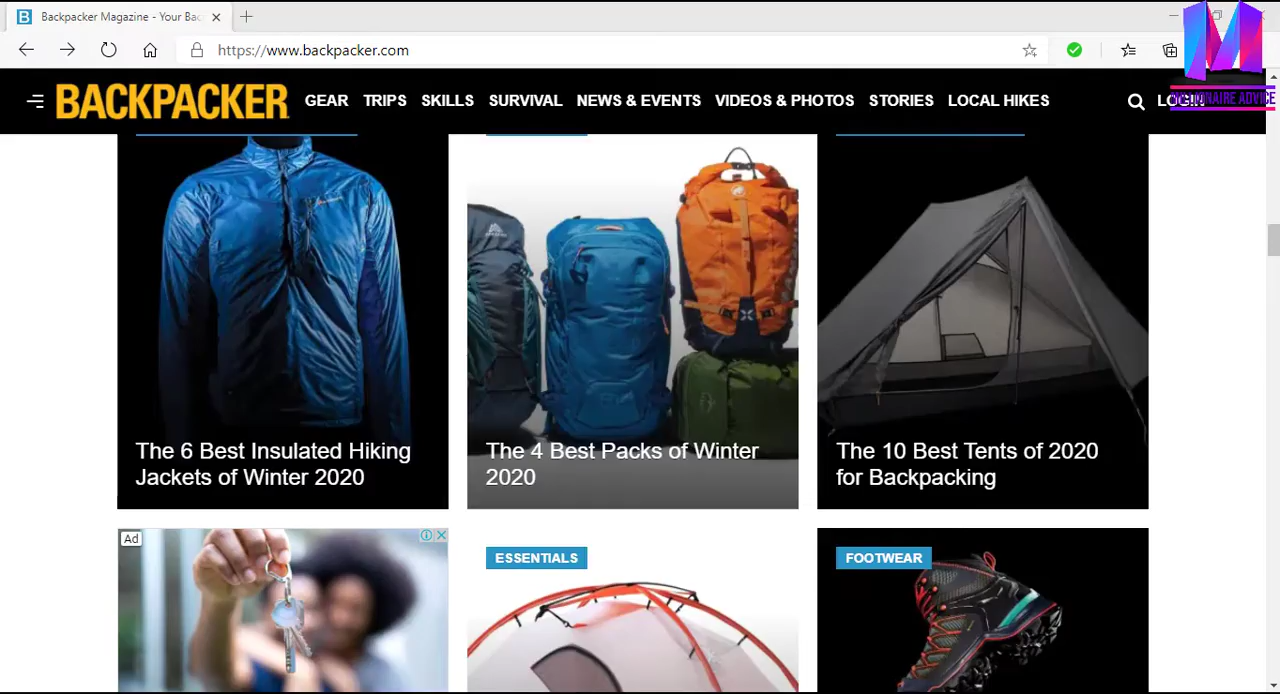 Backpacker Magazine - Your Bac
https://www.backpacker.com
BACKPACKER GEAR TRIPS SKILLS SURVIVAL NEWS & EVENTS VIDEOS & PHOTOS STORIES LOCAL HIKES LOGIN
MILLIONAIRE ADVICE
The 6 Best Insulated Hiking
Jackets of Winter 2020
The 4 Best Packs of Winter
2020
The 10 Best Tents of 2020
for Backpacking
Ad
ESSENTIALS
FOOTWEAR